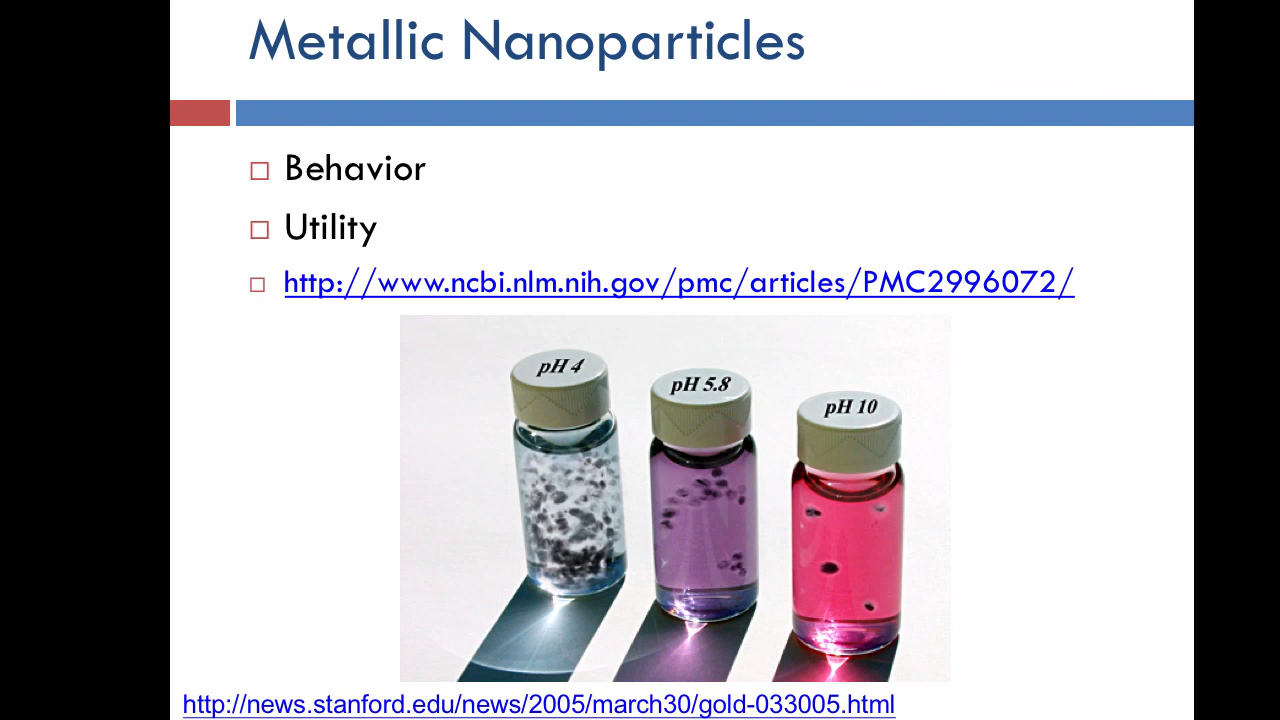 Metallic Nanoparticles
Behavior
Utility
http://www.ncbi.nlm.nih.gov/pmc/articles/PMC2996072/
pH 4
pH 5.8
pH 10
http://news.stanford.edu/news/2005/march30/gold-033005.html